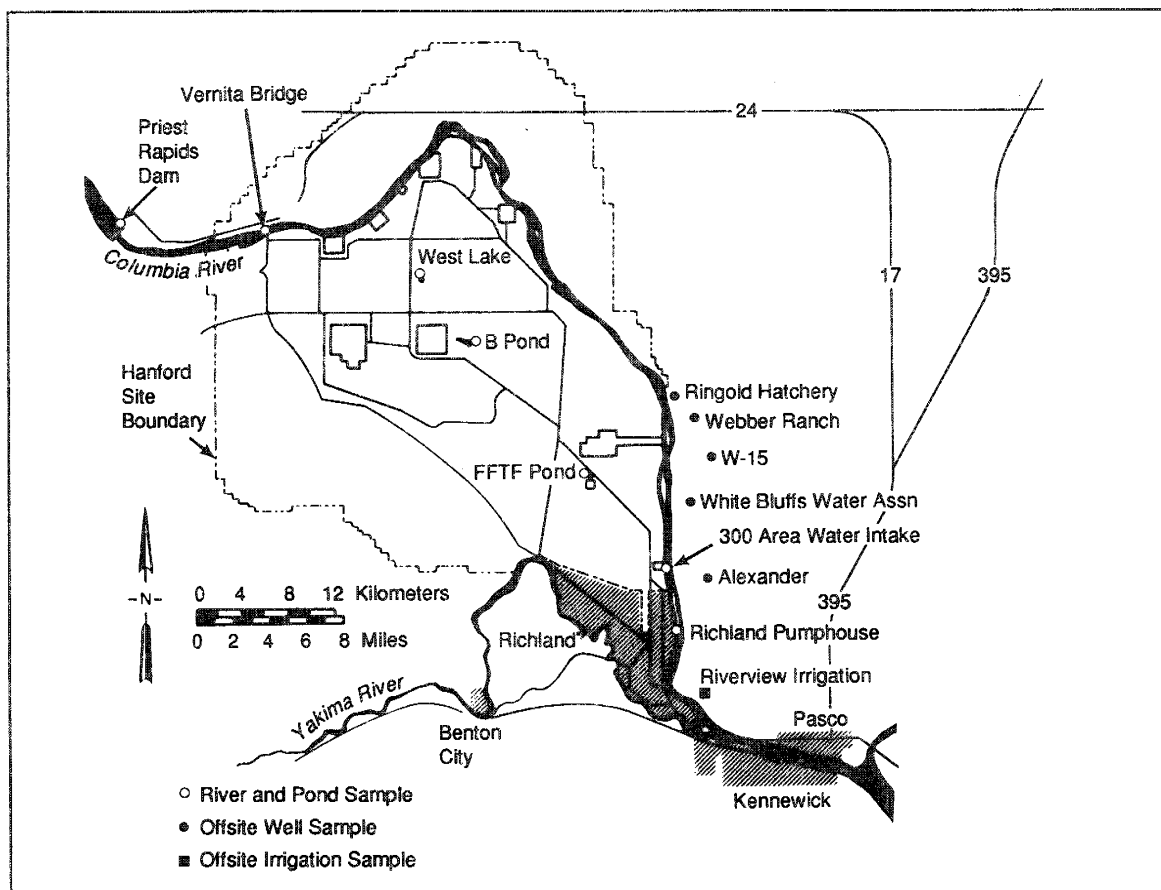 24
Vernita Bridge
Priest
Rapids
Dam
Columbia River
West Lake
17
395
B Pond
Hanford
Site
Boundary
Ringold Hatchery
Webber Ranch
W-15
FFTF Pond
White Bluffs Water Assn
300 Area Water Intake
Alexander
-N-
0 4 8 12 Kilometers
0 2 4 6 8 Miles
395
Richland
Richland Pumphouse
Riverview Irrigation
Yakima River
Pasco
Benton
City
Kennewick
River and Pond Sample
Offsite Well Sample
Offsite Irrigation Sample